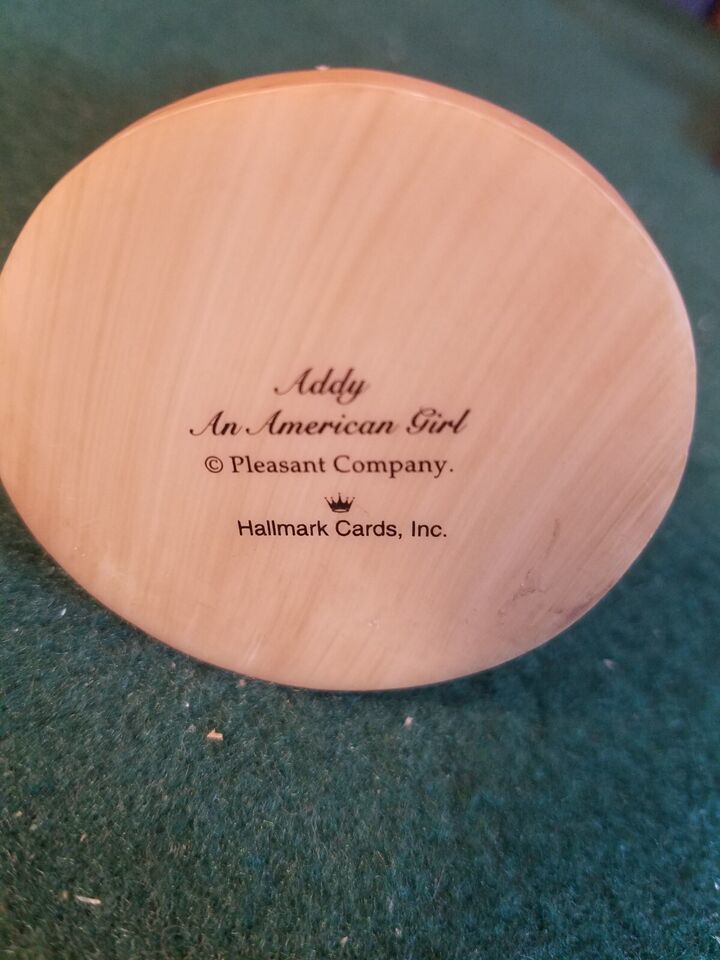 Addy
An American Girl
© Pleasant Company.
Hallmark Cards, Inc.